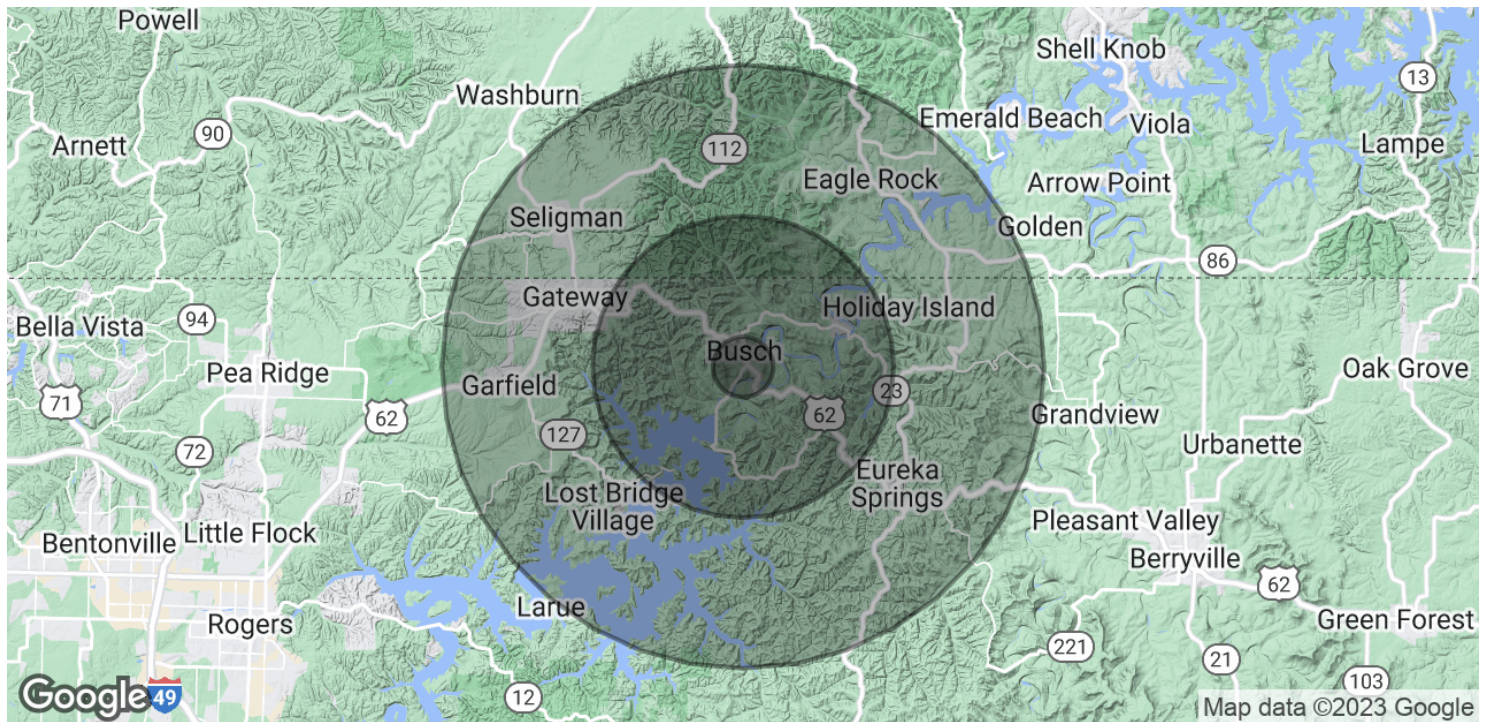 Powell
Shell Knob
13
Washburn
Emerald Beach
Viola
90
Arnett
112
Lampe
Eagle Rock
Arrow Point
Seligman
Golden
86
Gateway
Holiday Island
Bella Vista
94
Busch
Pea Ridge
Oak Grove
Garfield
23
71
62
62
Grandview
127
72
Urbanette
Eureka
Springs
Lost Bridge
Village
Pleasant Valley
Little Flock
Bentonville
Berryville
62
Larue
Rogers
Green Forest
221
21
103
Google
49
12
Map data ©2023 Google